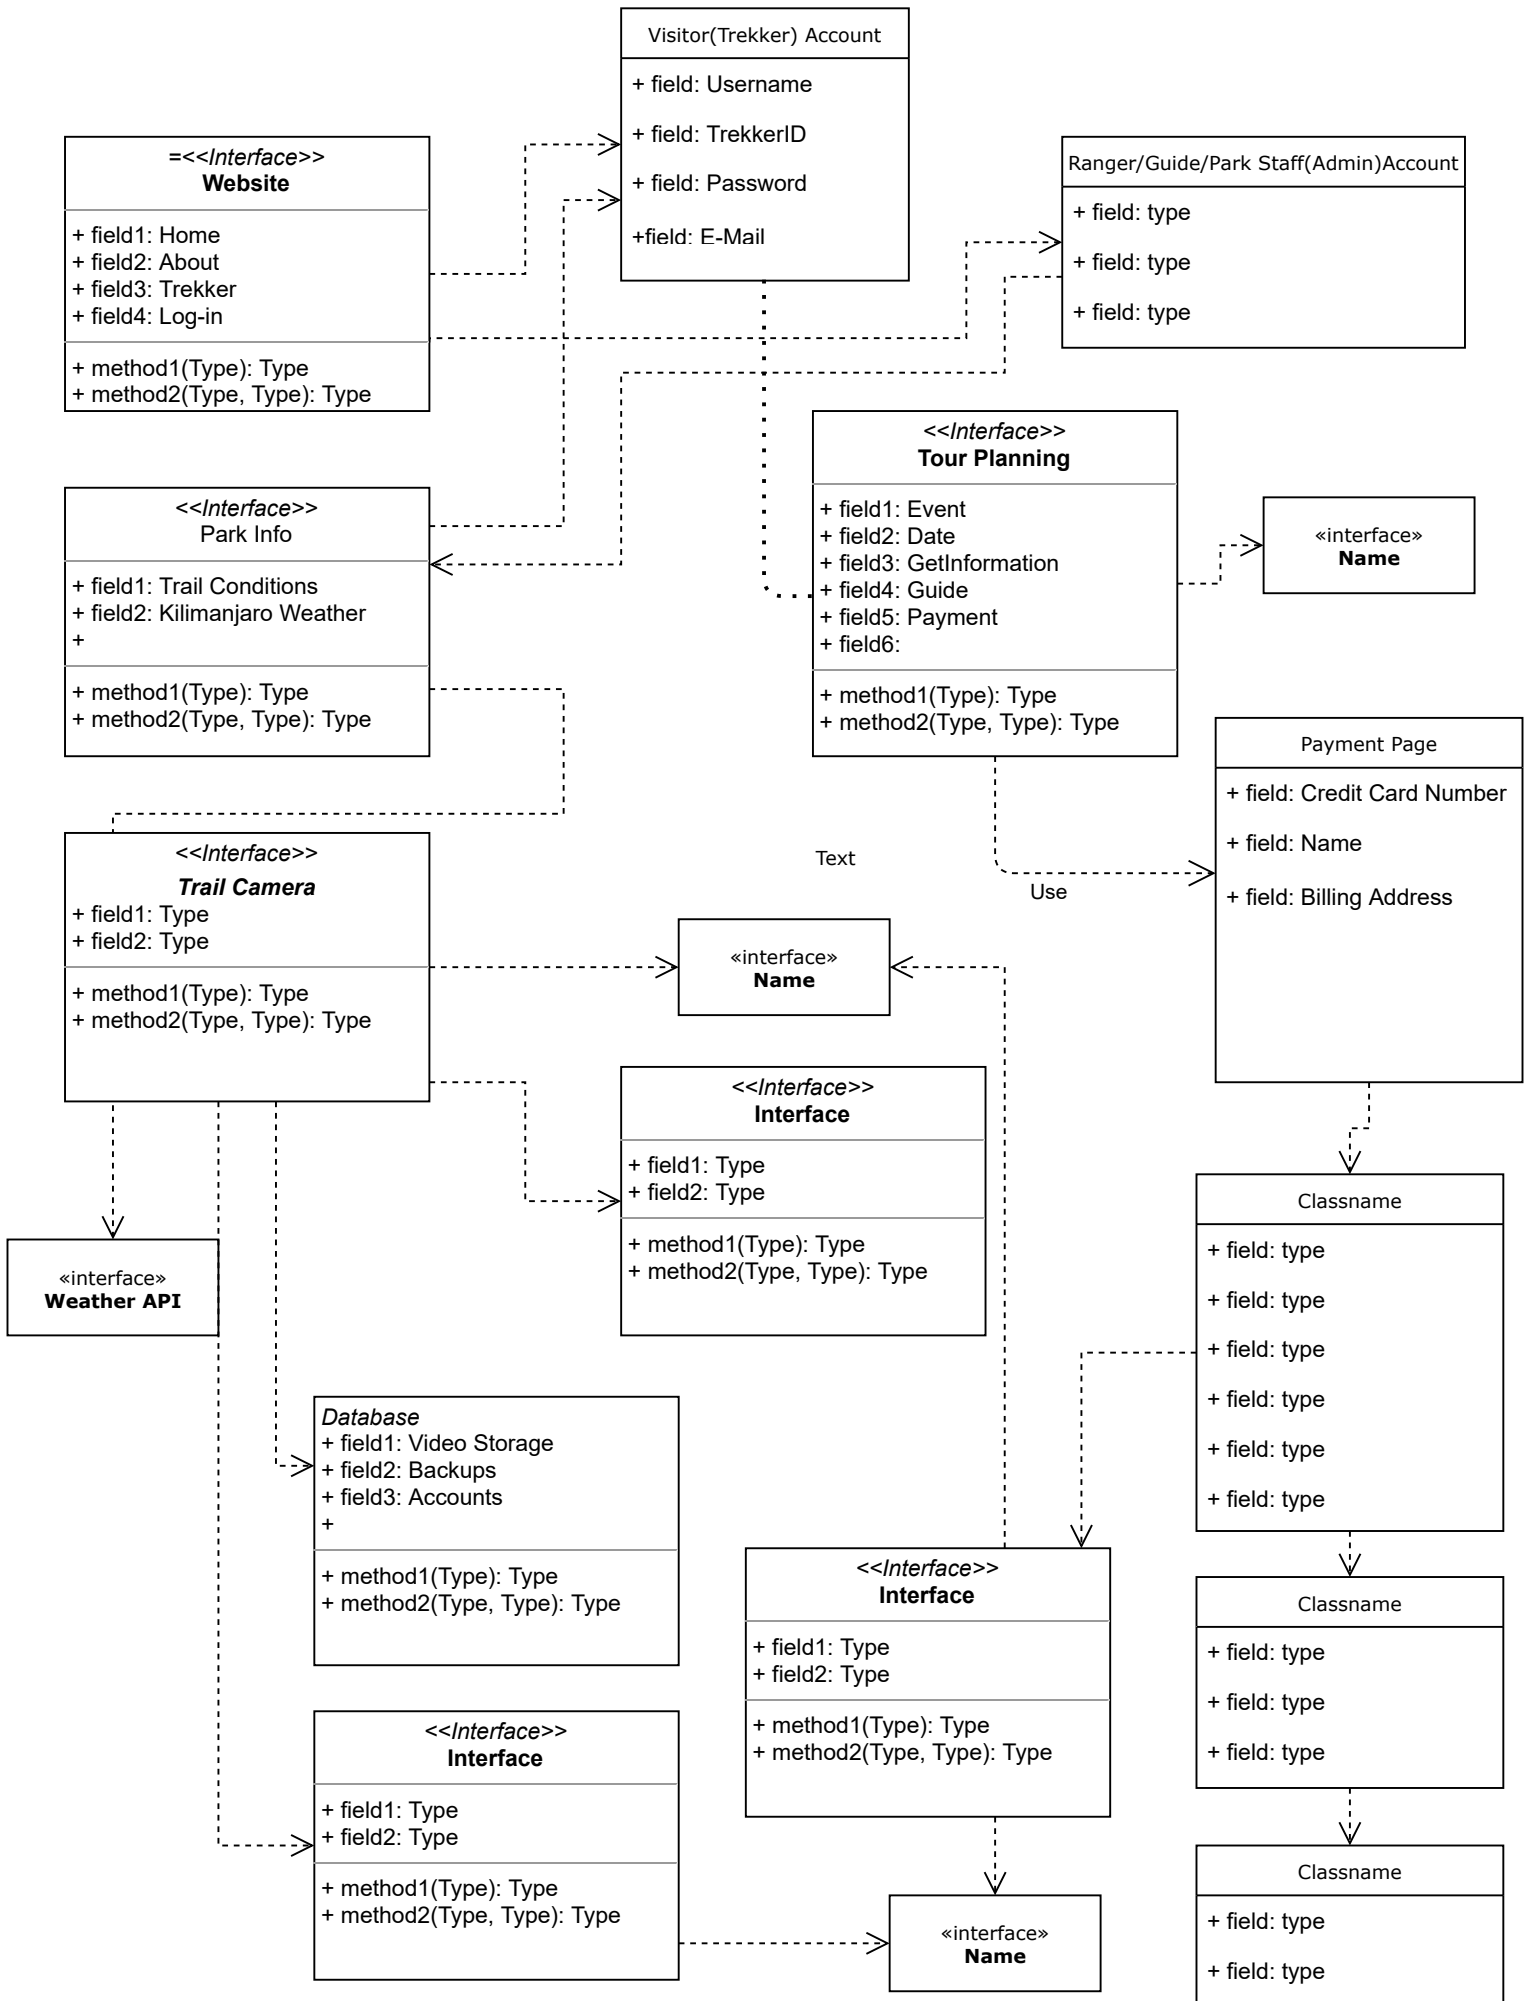 Visitor(Trekker) Account
+ field: Username
+ field: TrekkerID
+ field: Password
+field: E-Mail
=<<Interface>>
Website
+ field1: Home
+ field2: About
+ field3: Trekker
+ field4: Log-in
+ method1(Type): Type
+ method2(Type, Type): Type
Ranger/Guide/Park Staff(Admin)Account
+ field: type
+ field: type
+ field: type
<<Interface>>
Tour Planning
+ field1: Event
+ field2: Date
+ field3: GetInformation
+ field4: Guide
+ field5: Payment
+ field6:
+ method1(Type): Type
+ method2(Type, Type): Type
<<Interface>>
Park Info
+ field1: Trail Conditions
+ field2: Kilimanjaro Weather
+
+ method1(Type): Type
+ method2(Type, Type): Type
«interface»
Name
Payment Page
+ field: Credit Card Number
+ field: Name
+ field: Billing Address
<<Interface>>
Trail Camera
+ field1: Type
+ field2: Type
+ method1(Type): Type
+ method2(Type, Type): Type
Text
Use
«interface»
Name
<<Interface>>
Interface
+ field1: Type
+ field2: Type
+ method1(Type): Type
+ method2(Type, Type): Type
«interface»
Weather API
Classname
+ field: type
+ field: type
+ field: type
+ field: type
+ field: type
+ field: type
Database
+ field1: Video Storage
+ field2: Backups
+ field3: Accounts
+
+ method1(Type): Type
+ method2(Type, Type): Type
<<Interface>>
Interface
+ field1: Type
+ field2: Type
+ method1(Type): Type
+ method2(Type, Type): Type
Classname
+ field: type
+ field: type
+ field: type
<<Interface>>
Interface
+ field1: Type
+ field2: Type
+ method1(Type): Type
+ method2(Type, Type): Type
«interface»
Name
Classname
+ field: type
+ field: type